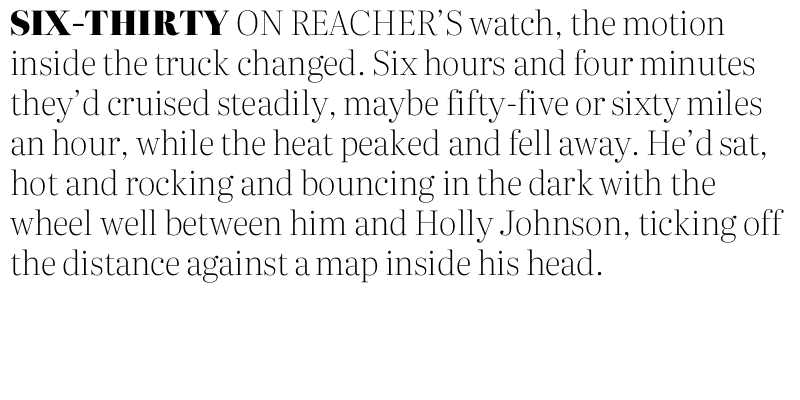 SIX-THIRTY ON REACHER’S watch, the motion
inside the truck changed. Six hours and four minutes
they’d cruised steadily, maybe fifty-five or sixty miles
an hour, while the heat peaked and fell away. He’d sat,
hot and rocking and bouncing in the dark with the
wheel well between him and Holly Johnson, ticking off
the distance against a map inside his head.